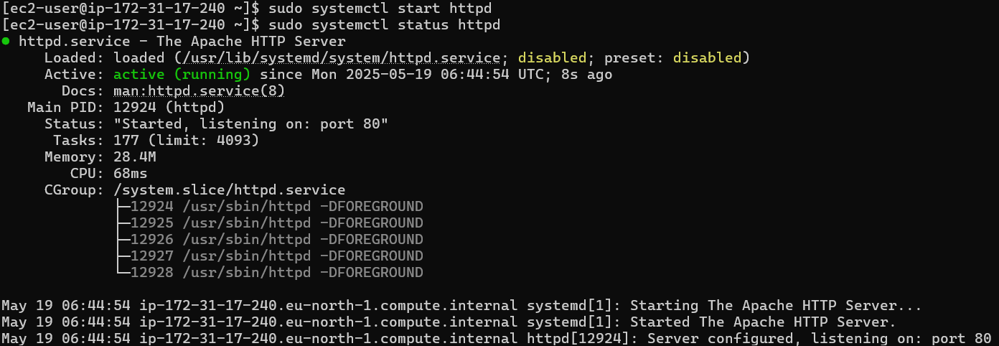 [ec2-user@ip-172-31-17-240 ~]$ sudo systemctl start httpd
[ec2-user@ip-172-31-17-240 ~]$ sudo systemctl status httpd
● httpd.service - The Apache HTTP Server
     Loaded: loaded (/usr/lib/systemd/system/httpd.service; disabled; preset: disabled)
     Active: active (running) since Mon 2025-05-19 06:44:54 UTC; 8s ago
       Docs: man:httpd.service(8)
   Main PID: 12924 (httpd)
     Status: "Started, listening on: port 80"
      Tasks: 177 (limit: 4093)
     Memory: 28.4M
        CPU: 68ms
     CGroup: /system.slice/httpd.service
             ├─12924 /usr/sbin/httpd -DFOREGROUND
             ├─12925 /usr/sbin/httpd -DFOREGROUND
             ├─12926 /usr/sbin/httpd -DFOREGROUND
             ├─12927 /usr/sbin/httpd -DFOREGROUND
             └─12928 /usr/sbin/httpd -DFOREGROUND

May 19 06:44:54 ip-172-31-17-240.eu-north-1.compute.internal systemd[1]: Starting The Apache HTTP Server...
May 19 06:44:54 ip-172-31-17-240.eu-north-1.compute.internal systemd[1]: Started The Apache HTTP Server.
May 19 06:44:54 ip-172-31-17-240.eu-north-1.compute.internal httpd[12924]: Server configured, listening on: port 80